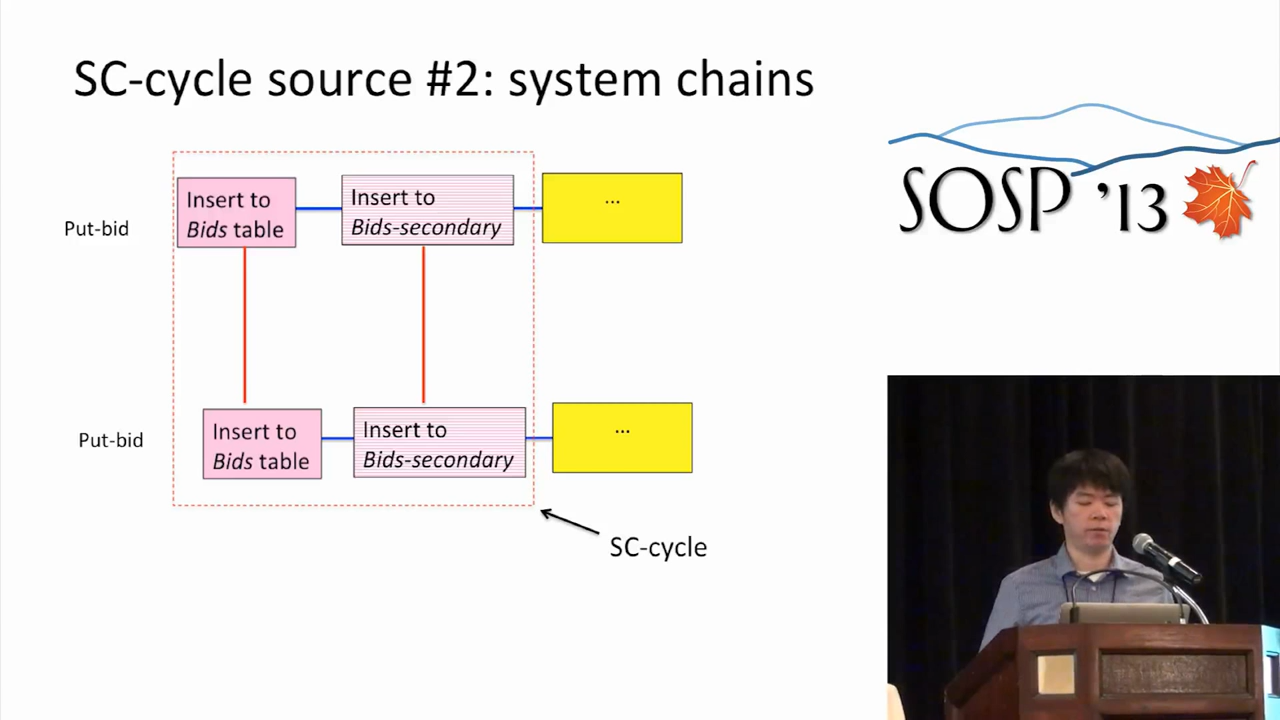 SC-cycle source #2: system chains
SOSP '13
Put-bid
Insert to
Bids table
Insert to
Bids-secondary
...
Put-bid
Insert to
Bids table
Insert to
Bids-secondary
...
SC-cycle